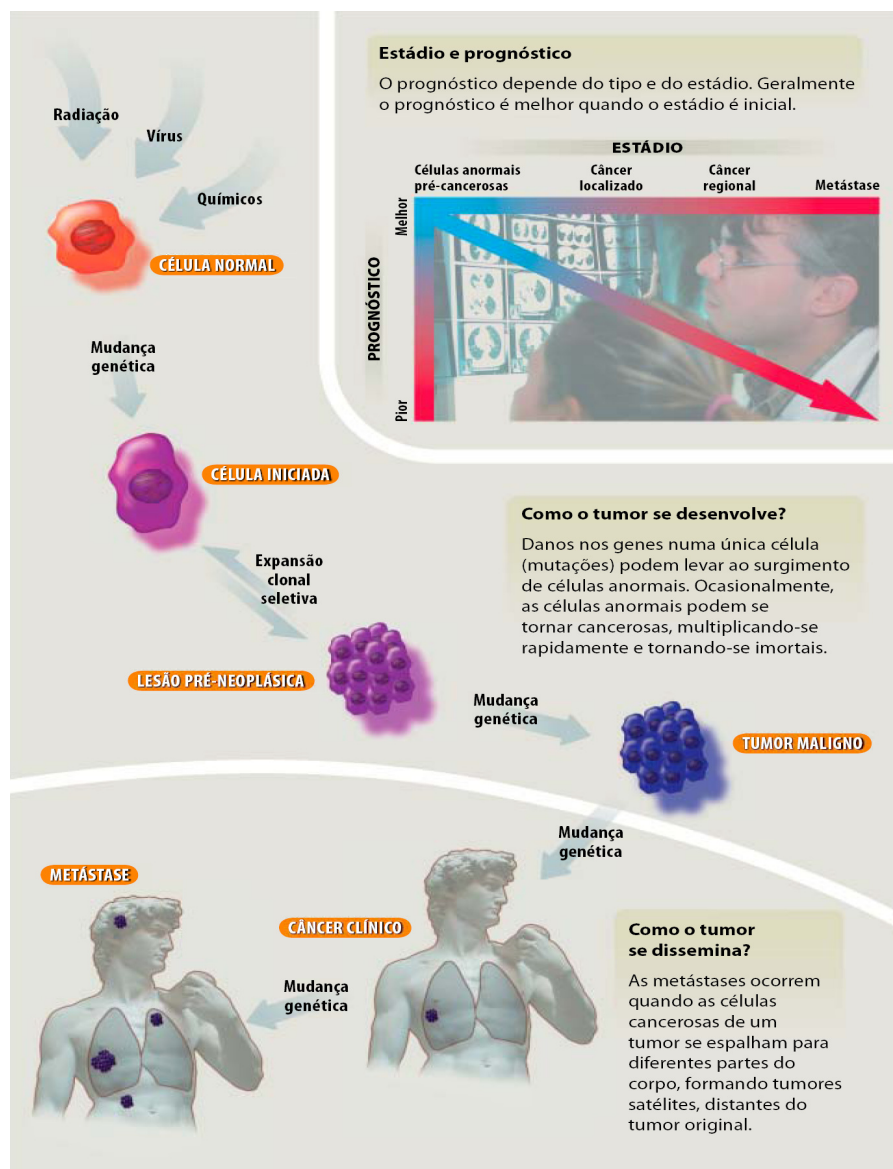 Radiação
Vírus
Químicos
CÉLULA NORMAL
Mudança
genética
CÉLULA INICIADA
Expansão
clonal
seletiva
LESÃO PRÉ-NEOPLÁSICA
Estádio e prognóstico
O prognóstico depende do tipo e do estádio. Geralmente
o prognóstico é melhor quando o estádio é inicial.
ESTÁDIO
Células anormais
pré-cancerosas
Câncer
localizado
Câncer
regional
Metástase
PROGNÓSTICO
Melhor
Pior
Como o tumor se desenvolve?
Danos nos genes numa única célula
(mutações) podem levar ao surgimento
de células anormais. Ocasionalmente,
as células anormais podem se
tornar cancerosas, multiplicando-se
rapidamente e tornando-se imortais.
Mudança
genética
TUMOR MALIGNO
Mudança
genética
CÂNCER CLÍNICO
Mudança
genética
METÁSTASE
Como o tumor
se dissemina?
As metástases ocorrem
quando as células
cancerosas de um
tumor se espalham para
diferentes partes do
corpo, formando tumores
satélites, distantes do
tumor original.